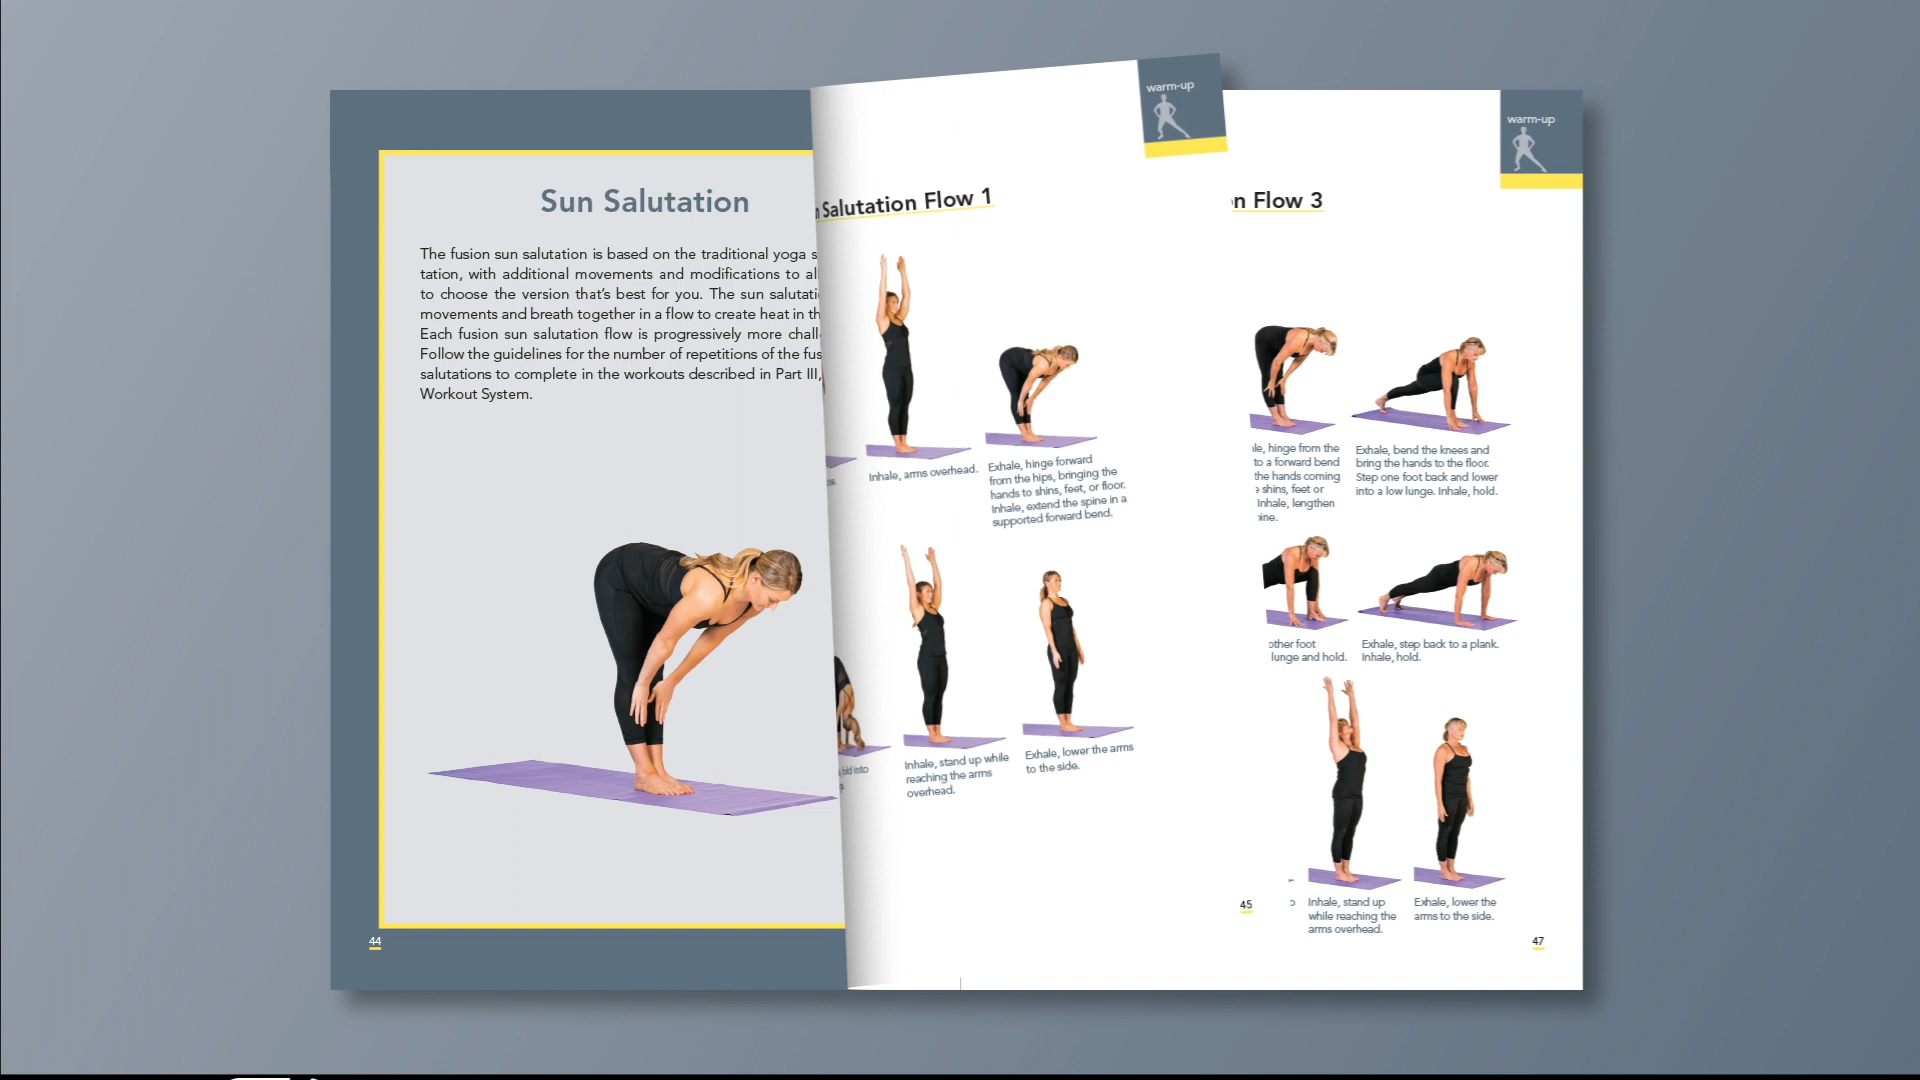 Sun Salutation
The fusion sun salutation is based on the traditional yoga
tation, with additional movements and modifications to
to choose the version that's best for you. The sun
movements and breath together in a flow to create heat in
Each fusion sun salutation flow is progressively more
Follow the guidelines for the number of repetitions of the
salutations to complete in the workouts described in Part III,
Workout System.
44
warm-up
Salutation Flow 1
Inhale, arms overhead.
Exhale, hinge forward
from the hips, bringing the
hands to shins, feet, or floor.
Inhale, extend the spine in a
supported forward bend.
into
Inhale, stand up while
reaching the arms
overhead.
Exhale, lower the arms
to the side.
45
warm-up
Flow 3
hinge from the
to a forward bend
the hands coming
shins, feet or
Inhale, lengthen
Exhale, bend the knees and
bring the hands to the floor.
Step one foot back and lower
into a low lunge. Inhale, hold.
other foot
lunge and hold.
Exhale, step back to a plank.
Inhale, hold.
Inhale, stand up
while reaching the
arms overhead.
Exhale, lower the
arms to the side.
47